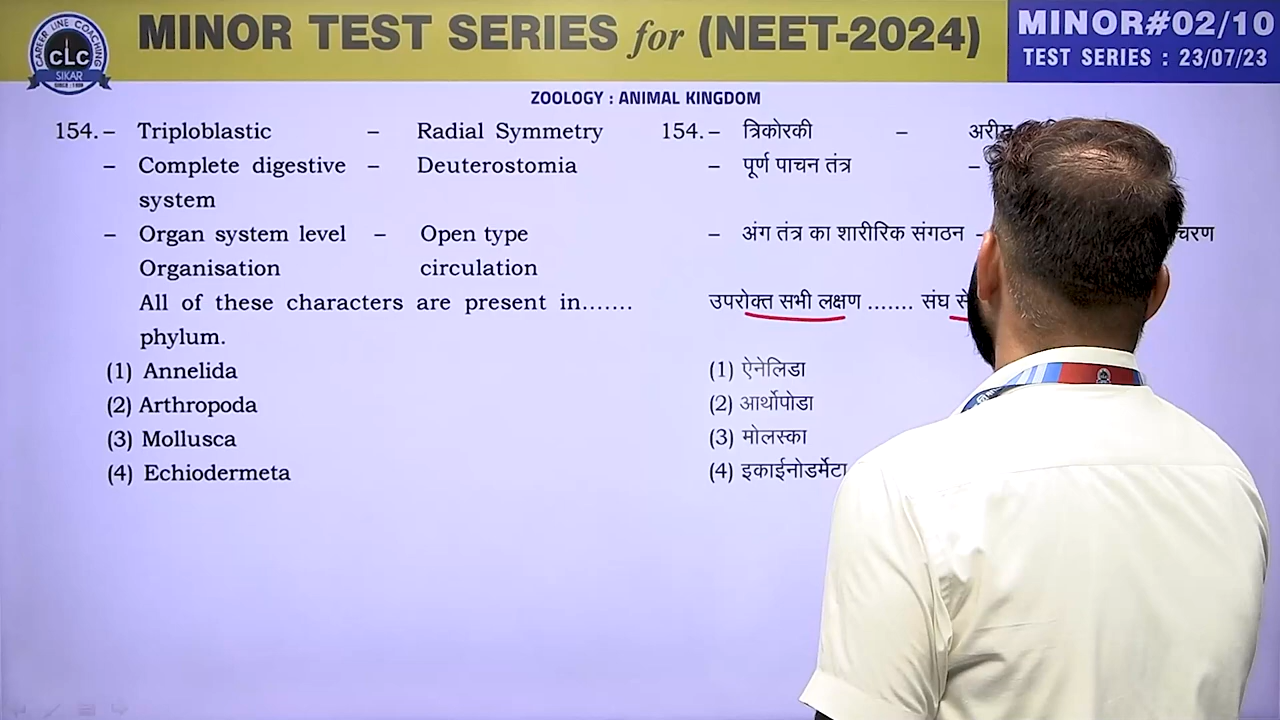 CAREER LINE COACHING
CLC
SIKAR
SINCE : 1996
MINOR TEST SERIES for (NEET-2024)
MINOR#02/10
TEST SERIES : 23/07/23
ZOOLOGY : ANIMAL KINGDOM
154. – Triploblastic – Radial Symmetry
– Complete digestive – Deuterostomia
system
– Organ system level – Open type
Organisation circulation
All of these characters are present in.......
phylum.
(1) Annelida
(2) Arthropoda
(3) Mollusca
(4) Echiodermeta
154. – त्रिकोरकी –
– पूर्ण पाचन तंत्र –
– अंग तंत्र का शारीरिक संगठन –
उपरोक्त सभी लक्षण ....... संघ
(1) ऐनेलिडा
(2) आर्थोपोडा
(3) मोलस्का
(4) इकाईनोडर्मेटा